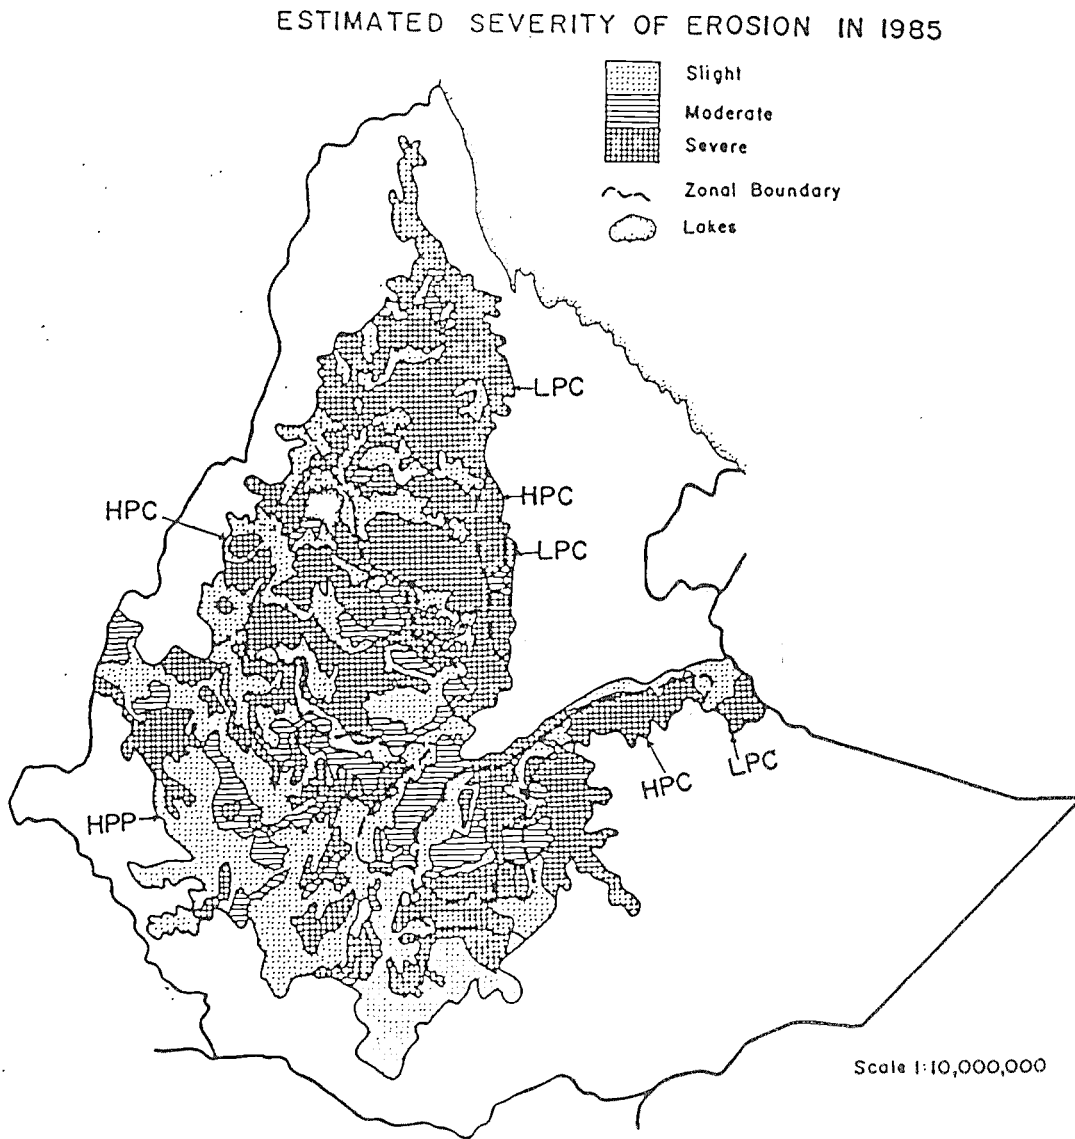 ESTIMATED SEVERITY OF EROSION IN 1985
Slight
Moderate
Severe
Zonal Boundary
Lakes
LPC
HPC
HPC
LPC
HPC
LPC
HPP
Scale 1:10,000,000